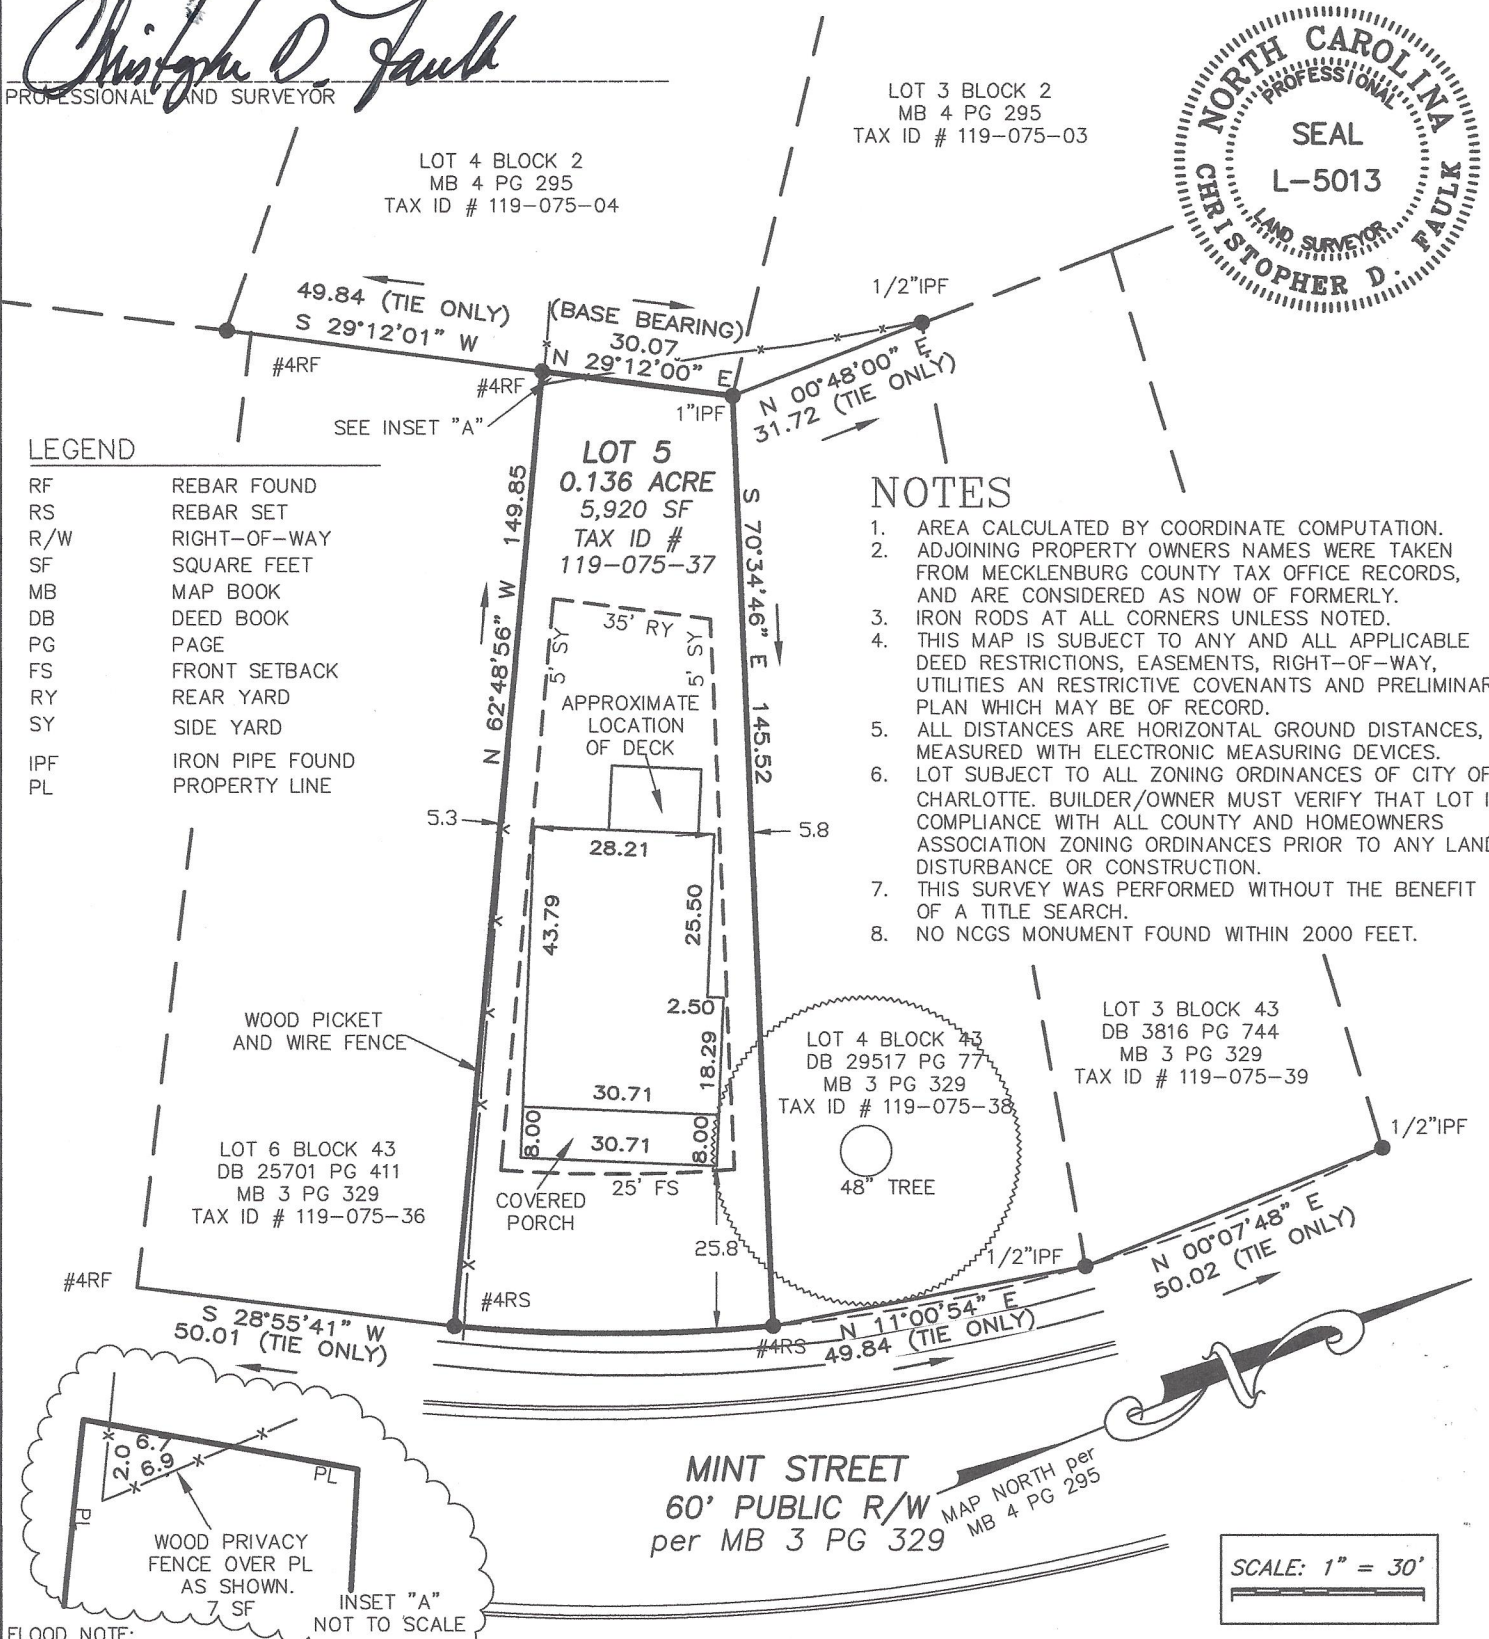 Christopher D. Faulk
PROFESSIONAL LAND SURVEYOR
NORTH CAROLINA
PROFESSIONAL
SEAL
L-5013
LAND SURVEYOR
CHRISTOPHER D. FAULK
LOT 3 BLOCK 2
MB 4 PG 295
TAX ID # 119-075-03
LOT 4 BLOCK 2
MB 4 PG 295
TAX ID # 119-075-04
49.84 (TIE ONLY)
S 29°12'01" W
(BASE BEARING)
30.07
N 29°12'00" E
1/2"IPF
N 00°48'00" E
31.72 (TIE ONLY)
#4RF
#4RF
1"IPF
SEE INSET "A"
LEGEND
RF REBAR FOUND
RS REBAR SET
R/W RIGHT-OF-WAY
SF SQUARE FEET
MB MAP BOOK
DB DEED BOOK
PG PAGE
FS FRONT SETBACK
RY REAR YARD
SY SIDE YARD
IPF IRON PIPE FOUND
PL PROPERTY LINE
LOT 5
0.136 ACRE
5,920 SF
TAX ID #
119-075-37
N 62°48'56" W 149.85
S 70°34'46" E 145.52
35' RY
5' SY
5' SY
APPROXIMATE
LOCATION
OF DECK
5.3
5.8
28.21
43.79
25.50
2.50
18.29
30.71
8.00
30.71
8.00
25' FS
COVERED
PORCH
25.8
WOOD PICKET
AND WIRE FENCE
NOTES
1. AREA CALCULATED BY COORDINATE COMPUTATION.
2. ADJOINING PROPERTY OWNERS NAMES WERE TAKEN
FROM MECKLENBURG COUNTY TAX OFFICE RECORDS,
AND ARE CONSIDERED AS NOW OF FORMERLY.
3. IRON RODS AT ALL CORNERS UNLESS NOTED.
4. THIS MAP IS SUBJECT TO ANY AND ALL APPLICABLE
DEED RESTRICTIONS, EASEMENTS, RIGHT-OF-WAY,
UTILITIES AN RESTRICTIVE COVENANTS AND PRELIMINAR
PLAN WHICH MAY BE OF RECORD.
5. ALL DISTANCES ARE HORIZONTAL GROUND DISTANCES,
MEASURED WITH ELECTRONIC MEASURING DEVICES.
6. LOT SUBJECT TO ALL ZONING ORDINANCES OF CITY OF
CHARLOTTE. BUILDER/OWNER MUST VERIFY THAT LOT I
COMPLIANCE WITH ALL COUNTY AND HOMEOWNERS
ASSOCIATION ZONING ORDINANCES PRIOR TO ANY LAND
DISTURBANCE OR CONSTRUCTION.
7. THIS SURVEY WAS PERFORMED WITHOUT THE BENEFIT
OF A TITLE SEARCH.
8. NO NCGS MONUMENT FOUND WITHIN 2000 FEET.
LOT 4 BLOCK 43
DB 29517 PG 77
MB 3 PG 329
TAX ID # 119-075-38
48" TREE
LOT 3 BLOCK 43
DB 3816 PG 744
MB 3 PG 329
TAX ID # 119-075-39
LOT 6 BLOCK 43
DB 25701 PG 411
MB 3 PG 329
TAX ID # 119-075-36
1/2"IPF
1/2"IPF
N 00°07'48" E
50.02 (TIE ONLY)
#4RF
S 28°55'41" W
50.01 (TIE ONLY)
#4RS
#4RS
N 11°00'54" E
49.84 (TIE ONLY)
MINT STREET
60' PUBLIC R/W
per MB 3 PG 329
MAP NORTH per
MB 4 PG 295
2.0
6.7
6.9
PL
PL
WOOD PRIVACY
FENCE OVER PL
AS SHOWN.
7 SF
INSET "A"
NOT TO SCALE
SCALE: 1" = 30'
FLOOD NOTE: